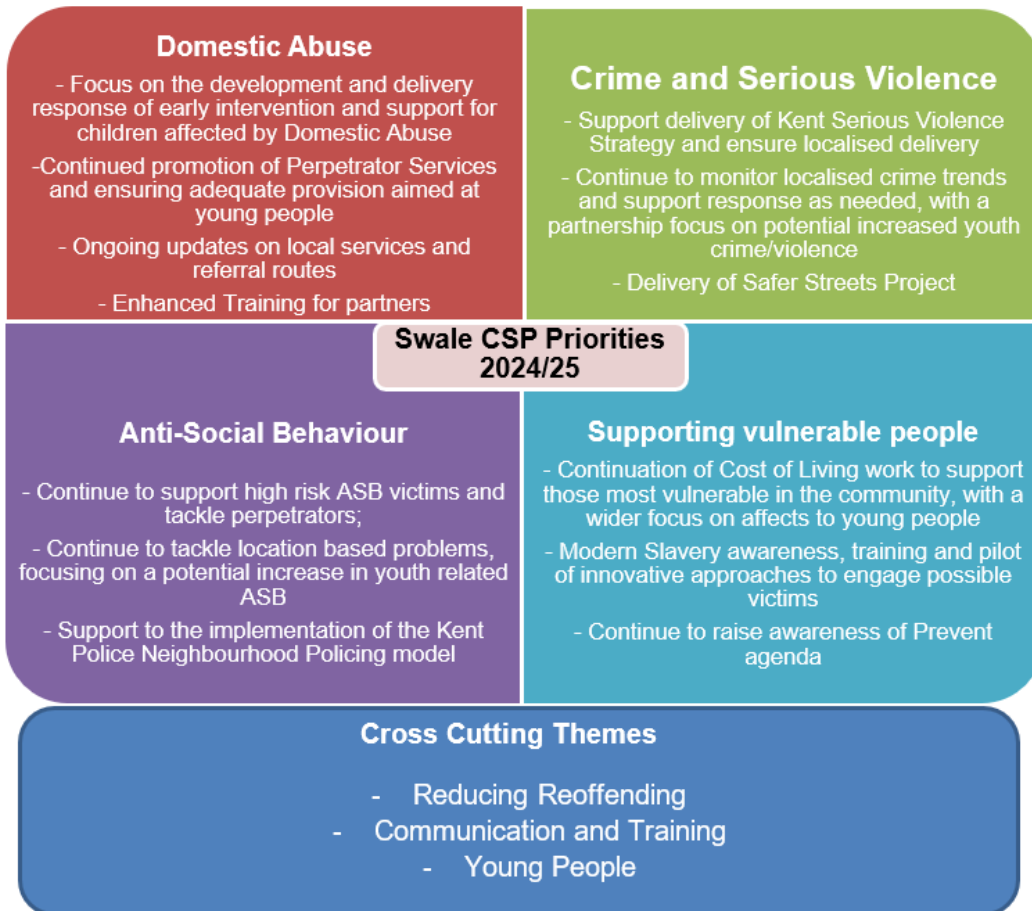 Domestic Abuse
- Focus on the development and delivery
response of early intervention and support for
children affected by Domestic Abuse
-Continued promotion of Perpetrator Services
and ensuring adequate provision aimed at
young people
- Ongoing updates on local services and
referral routes
- Enhanced Training for partners
Crime and Serious Violence
- Support delivery of Kent Serious Violence
Strategy and ensure localised delivery
- Continue to monitor localised crime trends
and support response as needed, with a
partnership focus on potential increased youth
crime/violence
- Delivery of Safer Streets Project
Swale CSP Priorities
2024/25
Anti-Social Behaviour
- Continue to support high risk ASB victims and
tackle perpetrators;
- Continue to tackle location based problems,
focusing on a potential increase in youth related
ASB
- Support to the implementation of the Kent
Police Neighbourhood Policing model
Supporting vulnerable people
- Continuation of Cost of Living work to support
those most vulnerable in the community, with a
wider focus on affects to young people
- Modern Slavery awareness, training and pilot
of innovative approaches to engage possible
victims
- Continue to raise awareness of Prevent
agenda
Cross Cutting Themes
- Reducing Reoffending
- Communication and Training
- Young People